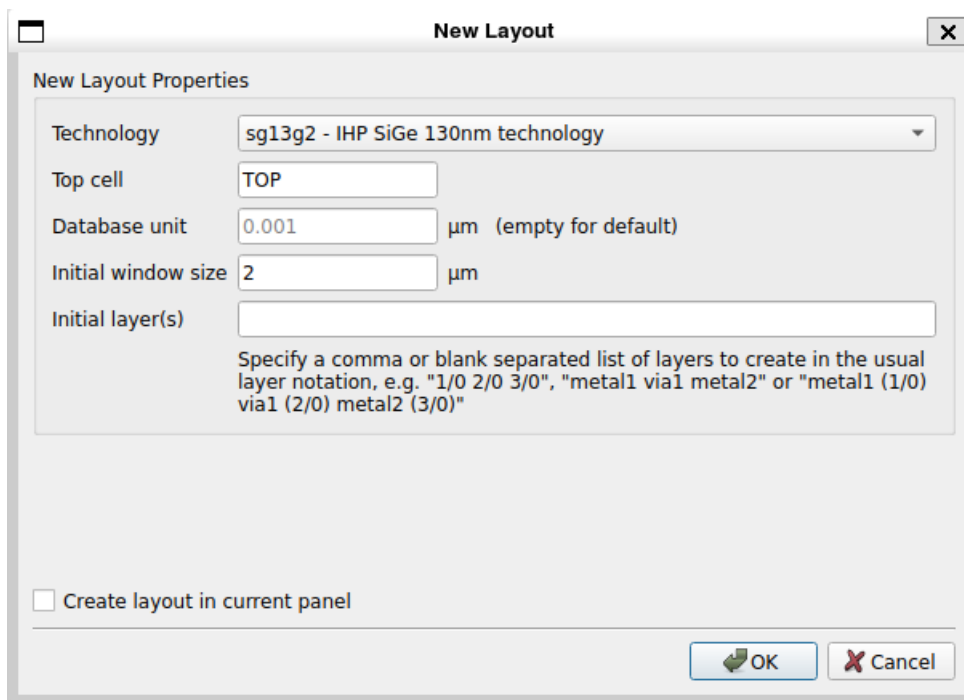 New Layout
New Layout Properties
Technology sg13g2 - IHP SiGe 130nm technology
Top cell TOP
Database unit 0.001 µm (empty for default)
Initial window size 2 µm
Initial layer(s)
Specify a comma or blank separated list of layers to create in the usual
layer notation, e.g. "1/0 2/0 3/0", "metal1 via1 metal2" or "metal1 (1/0)
via1 (2/0) metal2 (3/0)"
Create layout in current panel
OK Cancel